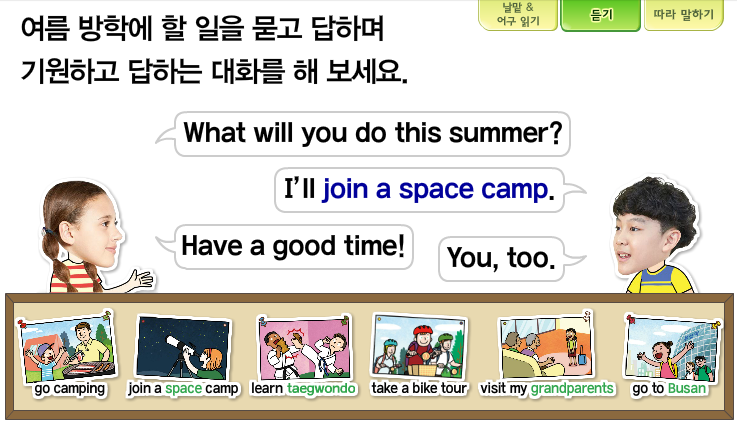 날말 &
어구 읽기
듣기
따라 말하기
여름 방학에 할 일을 묻고 답하며
기원하고 답하는 대화를 해 보세요.
What will you do this summer?
I'll join a space camp.
Have a good time!
You, too.
go camping
join a space camp
learn taegwondo
take a bike tour
visit my grandparents
go to Busan